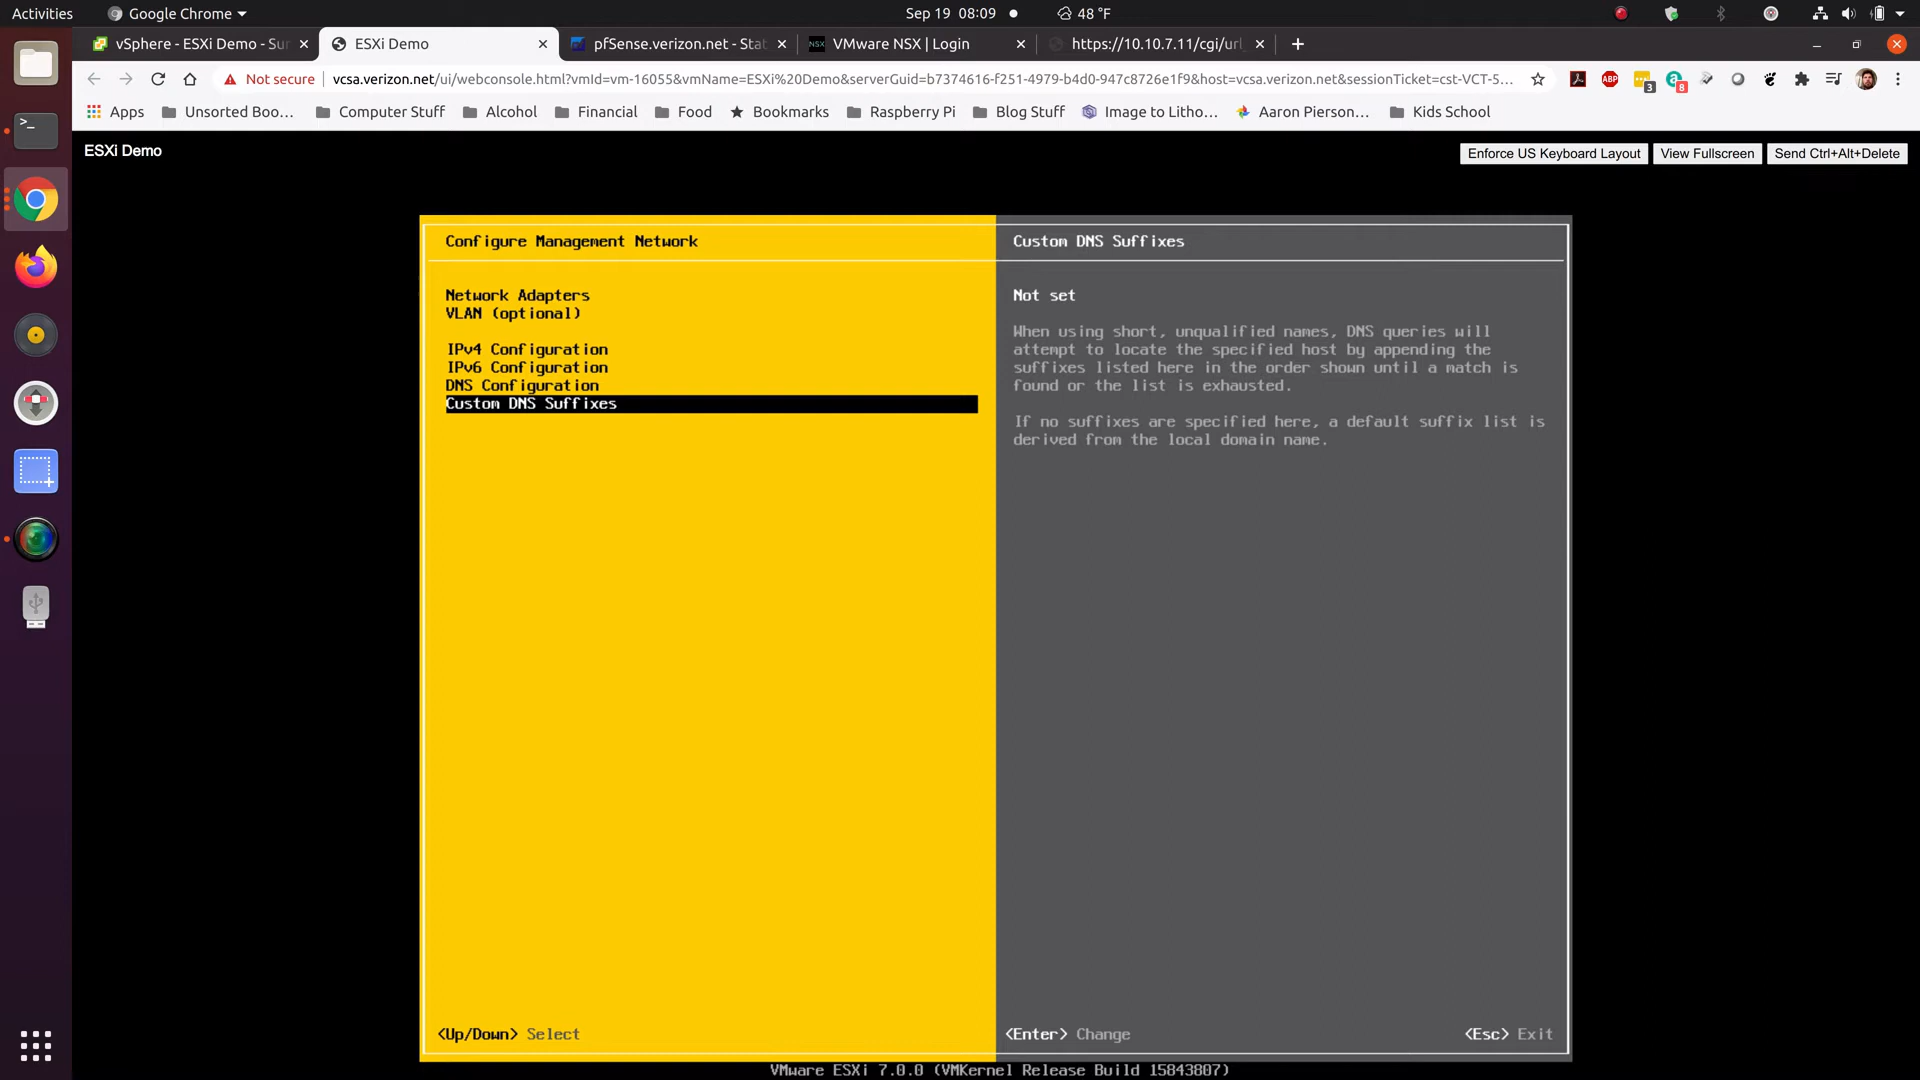 Activities
Google Chrome
Sep 19 08:09
48 °F
vSphere - ESXi Demo - Sur
ESXi Demo
pfSense.verizon.net - Stat
NSX
VMware NSX | Login
https://10.10.7.11/cgi/url_
Not secure
vcsa.verizon.net/ui/webconsole.html?vmId=vm-16055&vmName=ESXi%20Demo&serverGuid=b7374616-f251-4979-b4d0-947c8726e1f9&host=vcsa.verizon.net&sessionTicket=cst-VCT-5...
ABP
3
8
Apps
Unsorted Boo...
Computer Stuff
Alcohol
Financial
Food
Bookmarks
Raspberry Pi
Blog Stuff
Image to Litho...
Aaron Pierson...
Kids School
ESXi Demo
Enforce US Keyboard Layout
View Fullscreen
Send Ctrl+Alt+Delete
Configure Management Network
Network Adapters
VLAN (optional)
IPv4 Configuration
IPv6 Configuration
DNS Configuration
Custom DNS Suffixes
<Up/Down> Select
Custom DNS Suffixes
Not set
When using short, unqualified names, DNS queries will
attempt to locate the specified host by appending the
suffixes listed here in the order shown until a match is
found or the list is exhausted.
If no suffixes are specified here, a default suffix list is
derived from the local domain name.
<Enter> Change
<Esc> Exit
VMware ESXi 7.0.0 (VMKernel Release Build 15843807)